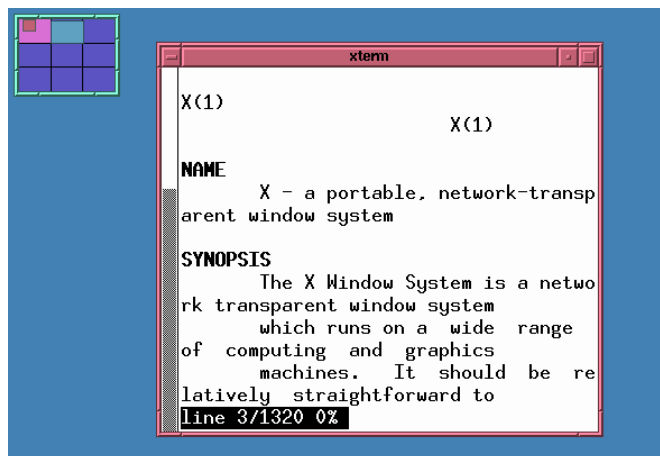 xterm
X(1)
X(1)
NAME
X - a portable, network-transp
arent window system
SYNOPSIS
The X Window System is a netwo
rk transparent window system
which runs on a wide range
of computing and graphics
machines. It should be re
latively straightforward to
line 3/1320 0%